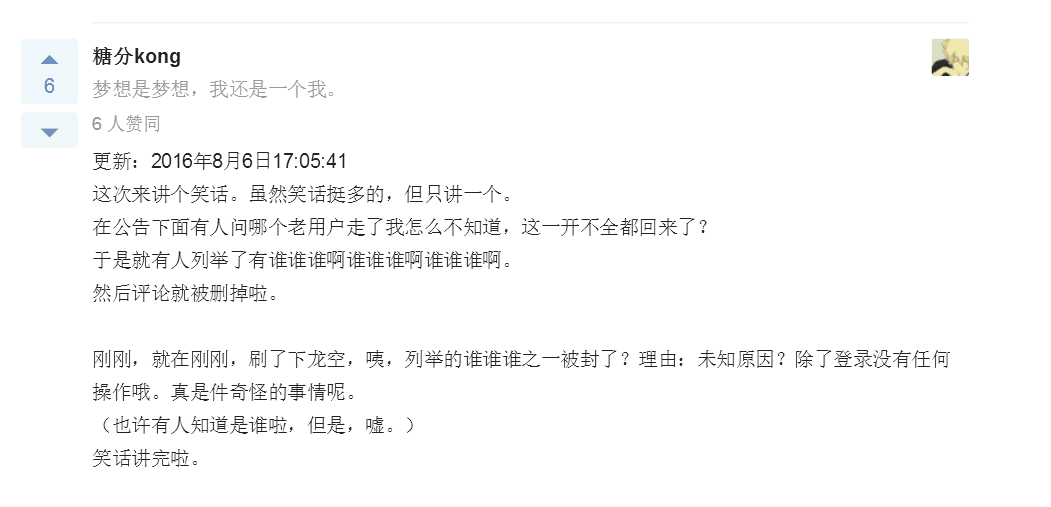 糖分kong
6
梦想是梦想，我还是一个我。
6 人赞同
更新：2016年8月6日17:05:41
这次来讲个笑话。虽然笑话挺多的，但只讲一个。
在公告下面有人问哪个老用户走了我怎么不知道，这一开不全都回来了？
于是就有人列举了有谁谁谁啊谁谁谁啊谁谁谁啊。
然后评论就被删掉啦。
刚刚，就在刚刚，刷了下龙空，咦，列举的谁谁谁之一被封了？理由：未知原因？除了登录没有任何
操作哦。真是件奇怪的事情呢。
（也许有人知道是谁啦，但是，嘘。）
笑话讲完啦。